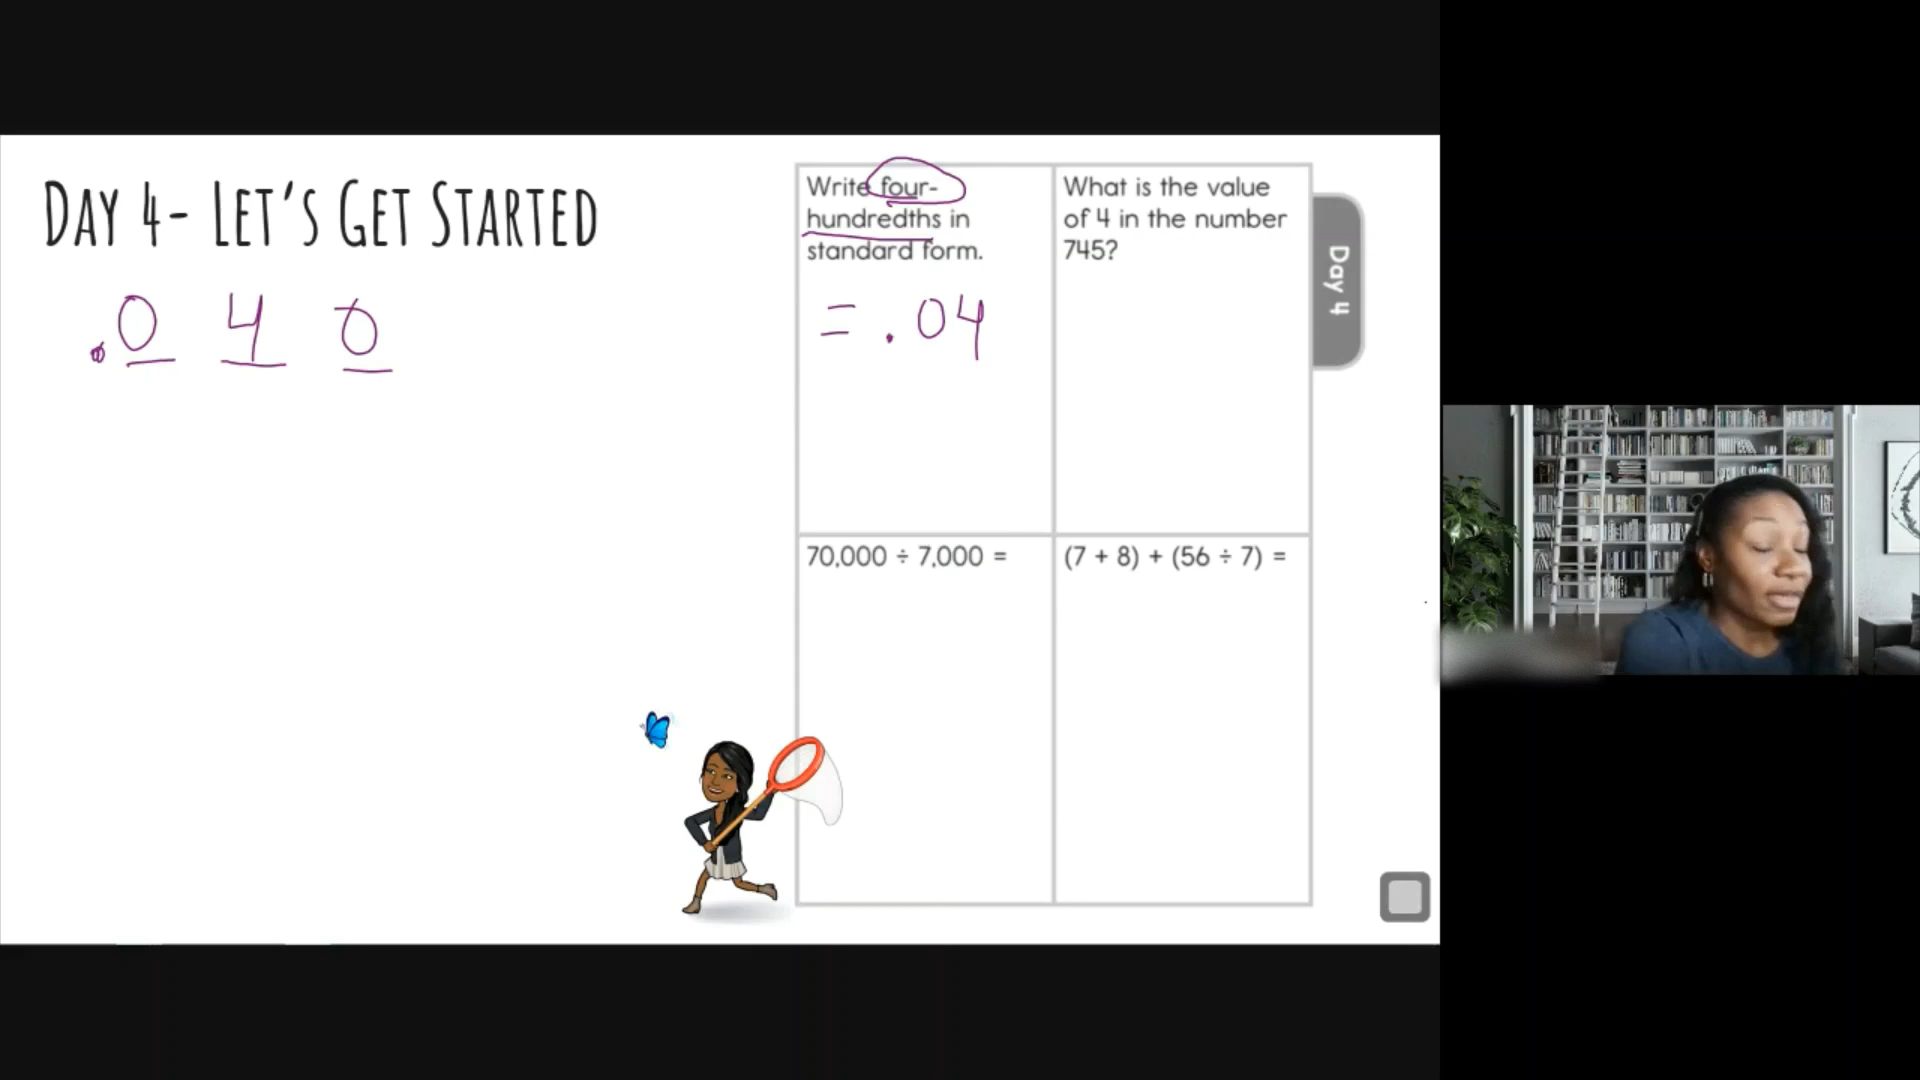 DAY 4- LET'S GET STARTED
.0 4 0
Write four-
hundredths in
standard form.
= .04
What is the value
of 4 in the number
745?
Day 4
70,000 ÷ 7,000 =
(7 + 8) + (56 ÷ 7) =